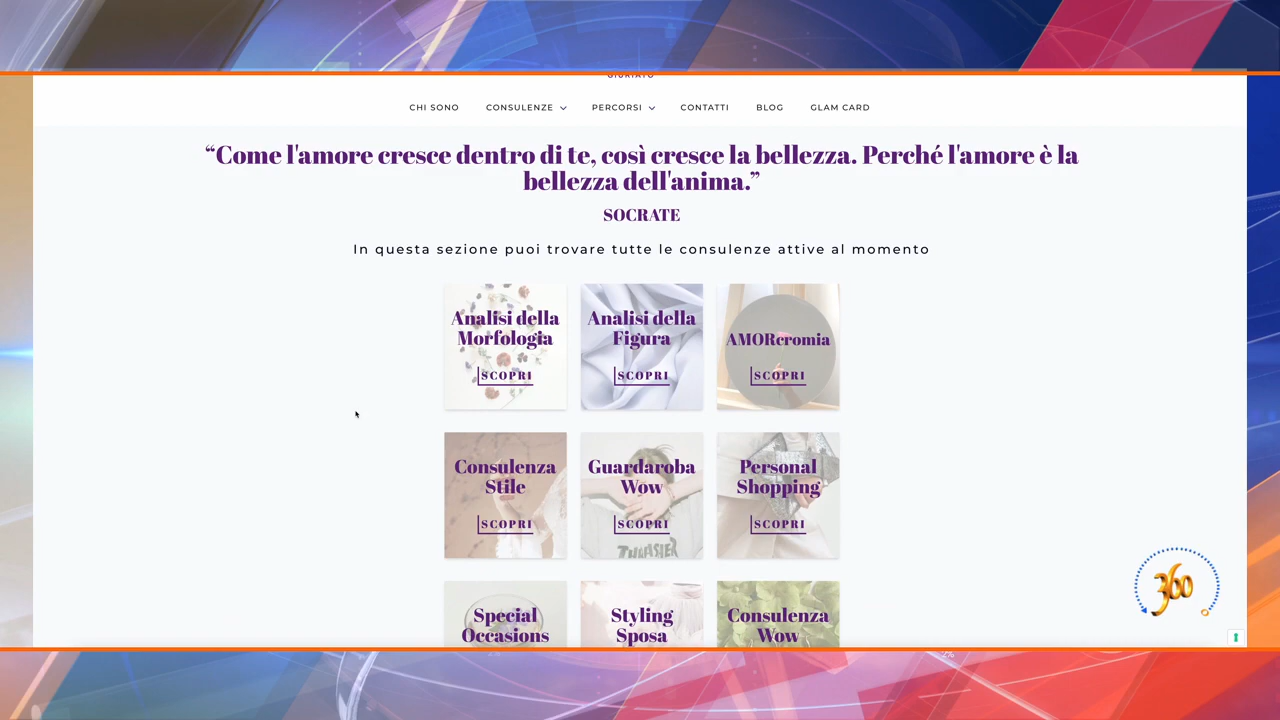 CHI SONO CONSULENZE PERCORSI CONTATTI BLOG GLAM CARD
“Come l'amore cresce dentro di te, così cresce la bellezza. Perché l'amore è la
bellezza dell'anima.”
SOCRATE
In questa sezione puoi trovare tutte le consulenze attive al momento
Analisi della
Morfologia
SCOPRI
Analisi della
Figura
SCOPRI
AMORcromia
SCOPRI
Consulenza
Stile
SCOPRI
Guardaroba
Wow
SCOPRI
THRASHER
Personal
Shopping
SCOPRI
Special
Occasions
Styling
Sposa
Consulenza
Wow
360